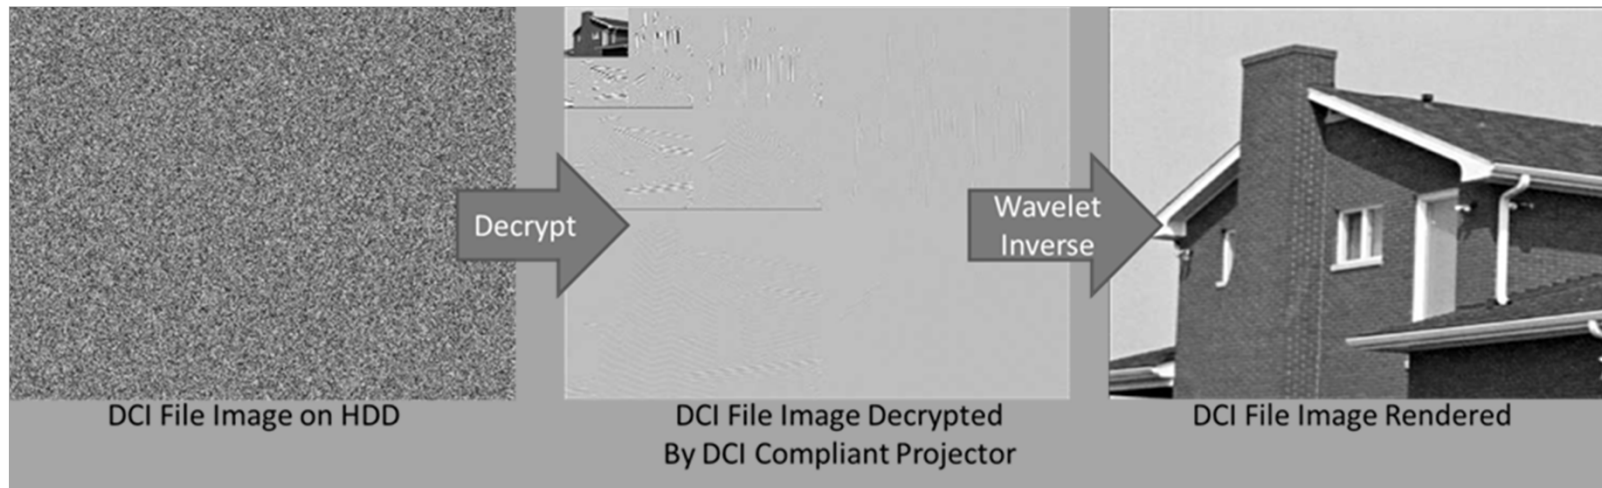 Decrypt
Wavelet
Inverse
DCI File Image on HDD
DCI File Image Decrypted
By DCI Compliant Projector
DCI File Image Rendered